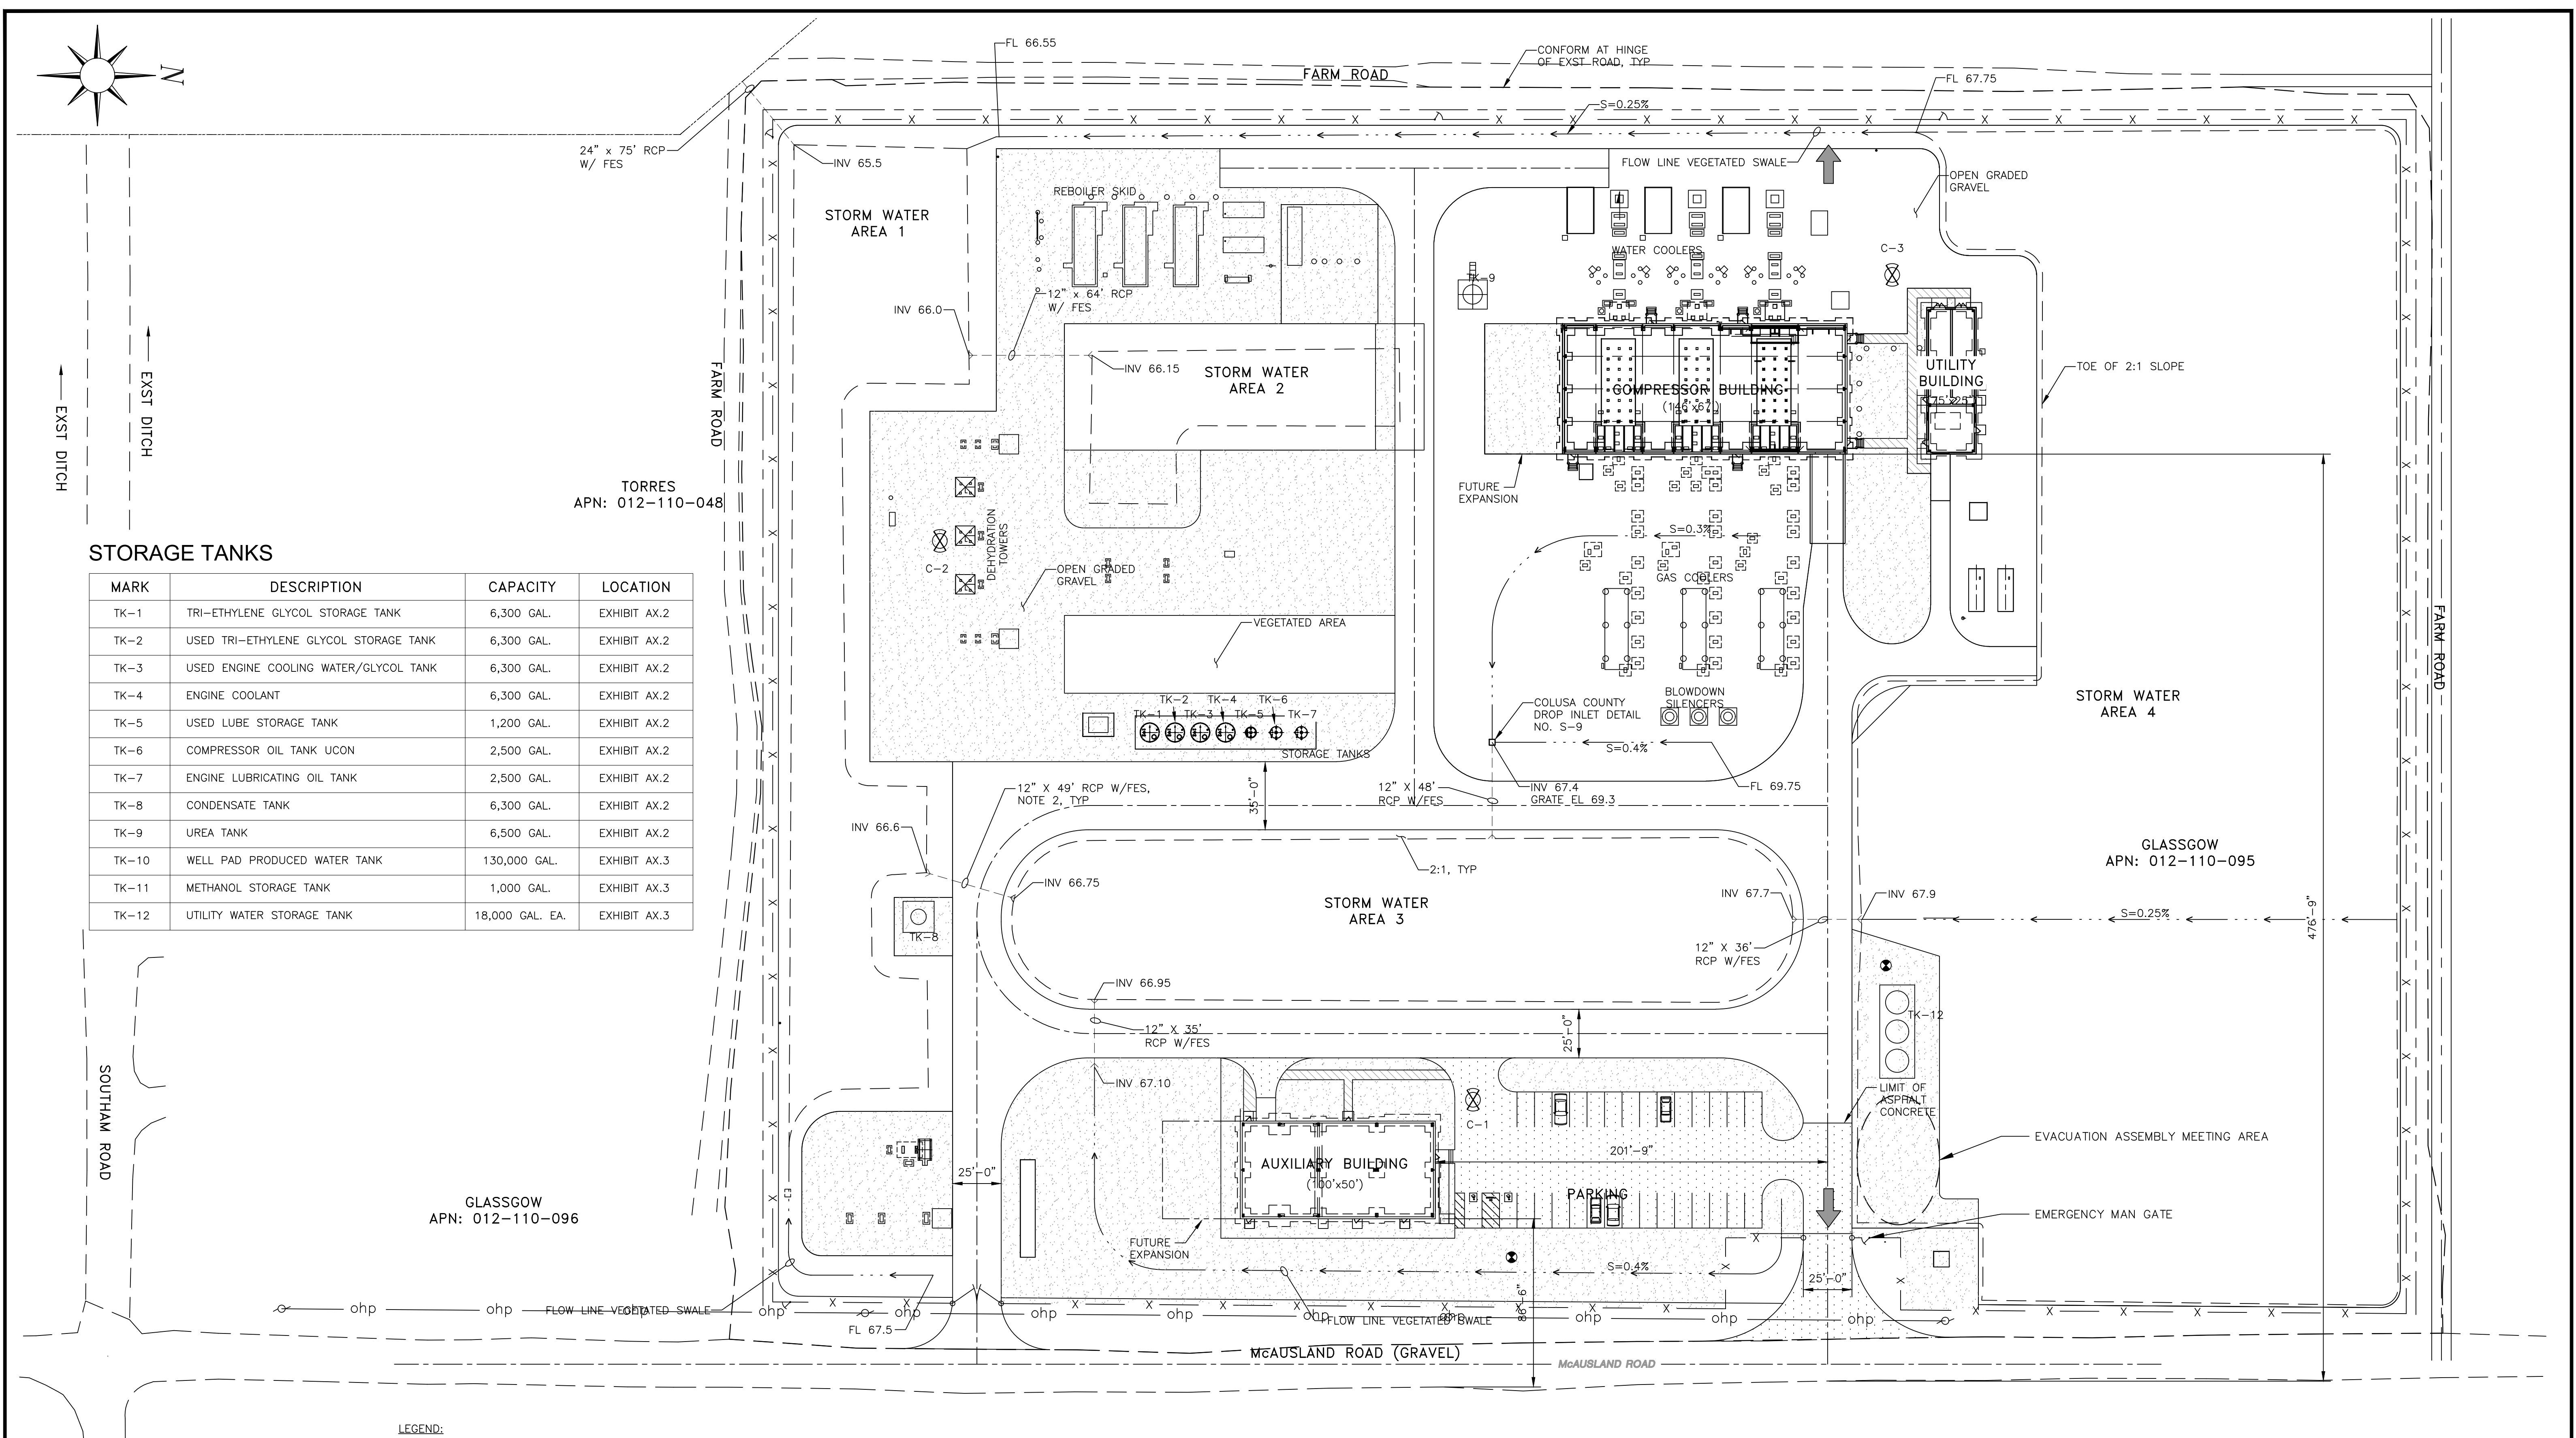 N
FL 66.55
CONFORM AT HINGE
OF EXST ROAD, TYP
FARM ROAD
FL 67.75
S=0.25%
24" x 75' RCP
W/ FES
INV 65.5
FLOW LINE VEGETATED SWALE
OPEN GRADED
GRAVEL
STORM WATER
AREA 1
REBOILER SKID
WATER COOLERS
C-3
TK-9
12" x 64' RCP
W/ FES
INV 66.0
INV 66.15
STORM WATER
AREA 2
COMPRESSOR BUILDING
(146'x67')
UTILITY
BUILDING
(75'x25')
TOE OF 2:1 SLOPE
FARM ROAD
EXST DITCH
EXST DITCH
TORRES
APN: 012-110-048
FUTURE
EXPANSION
S=0.3%
DEHYDRATION
TOWERS
C-2
OPEN GRADED
GRAVEL
GAS COOLERS
VEGETATED AREA
FARM ROAD
STORAGE TANKS
MARK DESCRIPTION CAPACITY LOCATION
TK-1 TRI-ETHYLENE GLYCOL STORAGE TANK 6,300 GAL. EXHIBIT AX.2
TK-2 USED TRI-ETHYLENE GLYCOL STORAGE TANK 6,300 GAL. EXHIBIT AX.2
TK-3 USED ENGINE COOLING WATER/GLYCOL TANK 6,300 GAL. EXHIBIT AX.2
TK-4 ENGINE COOLANT 6,300 GAL. EXHIBIT AX.2
TK-5 USED LUBE STORAGE TANK 1,200 GAL. EXHIBIT AX.2
TK-6 COMPRESSOR OIL TANK UCON 2,500 GAL. EXHIBIT AX.2
TK-7 ENGINE LUBRICATING OIL TANK 2,500 GAL. EXHIBIT AX.2
TK-8 CONDENSATE TANK 6,300 GAL. EXHIBIT AX.2
TK-9 UREA TANK 6,500 GAL. EXHIBIT AX.2
TK-10 WELL PAD PRODUCED WATER TANK 130,000 GAL. EXHIBIT AX.3
TK-11 METHANOL STORAGE TANK 1,000 GAL. EXHIBIT AX.3
TK-12 UTILITY WATER STORAGE TANK 18,000 GAL. EA. EXHIBIT AX.3
TK-2 TK-4 TK-6
TK-1 TK-3 TK-5 TK-7
STORAGE TANKS
BLOWDOWN
SILENCERS
COLUSA COUNTY
DROP INLET DETAIL
NO. S-9
S=0.4%
STORM WATER
AREA 4
35'-0"
12" X 49' RCP W/FES,
NOTE 2, TYP
12" X 48'
RCP W/FES
INV 67.4
GRATE EL 69.3
FL 69.75
INV 66.6
INV 66.75
2:1, TYP
GLASSGOW
APN: 012-110-095
STORM WATER
AREA 3
INV 67.7
INV 67.9
S=0.25%
476'-9"
TK-8
12" X 36'
RCP W/FES
INV 66.95
12" X 35'
RCP W/FES
25'-0"
TK-12
INV 67.10
LIMIT OF
ASPHALT
CONCRETE
C-1
SOUTHAM ROAD
EVACUATION ASSEMBLY MEETING AREA
AUXILIARY BUILDING
(100'x50')
201'-9"
PARKING
25'-0"
GLASSGOW
APN: 012-110-096
EMERGENCY MAN GATE
FUTURE
EXPANSION
S=0.4%
25'-0"
86'-6"
ohp ohp ohp ohp ohp ohp ohp ohp ohp ohp ohp ohp
FLOW LINE VEGETATED SWALE
FL 67.5
FLOW LINE VEGETATED SWALE
McAUSLAND ROAD (GRAVEL)
McAUSLAND ROAD
LEGEND: